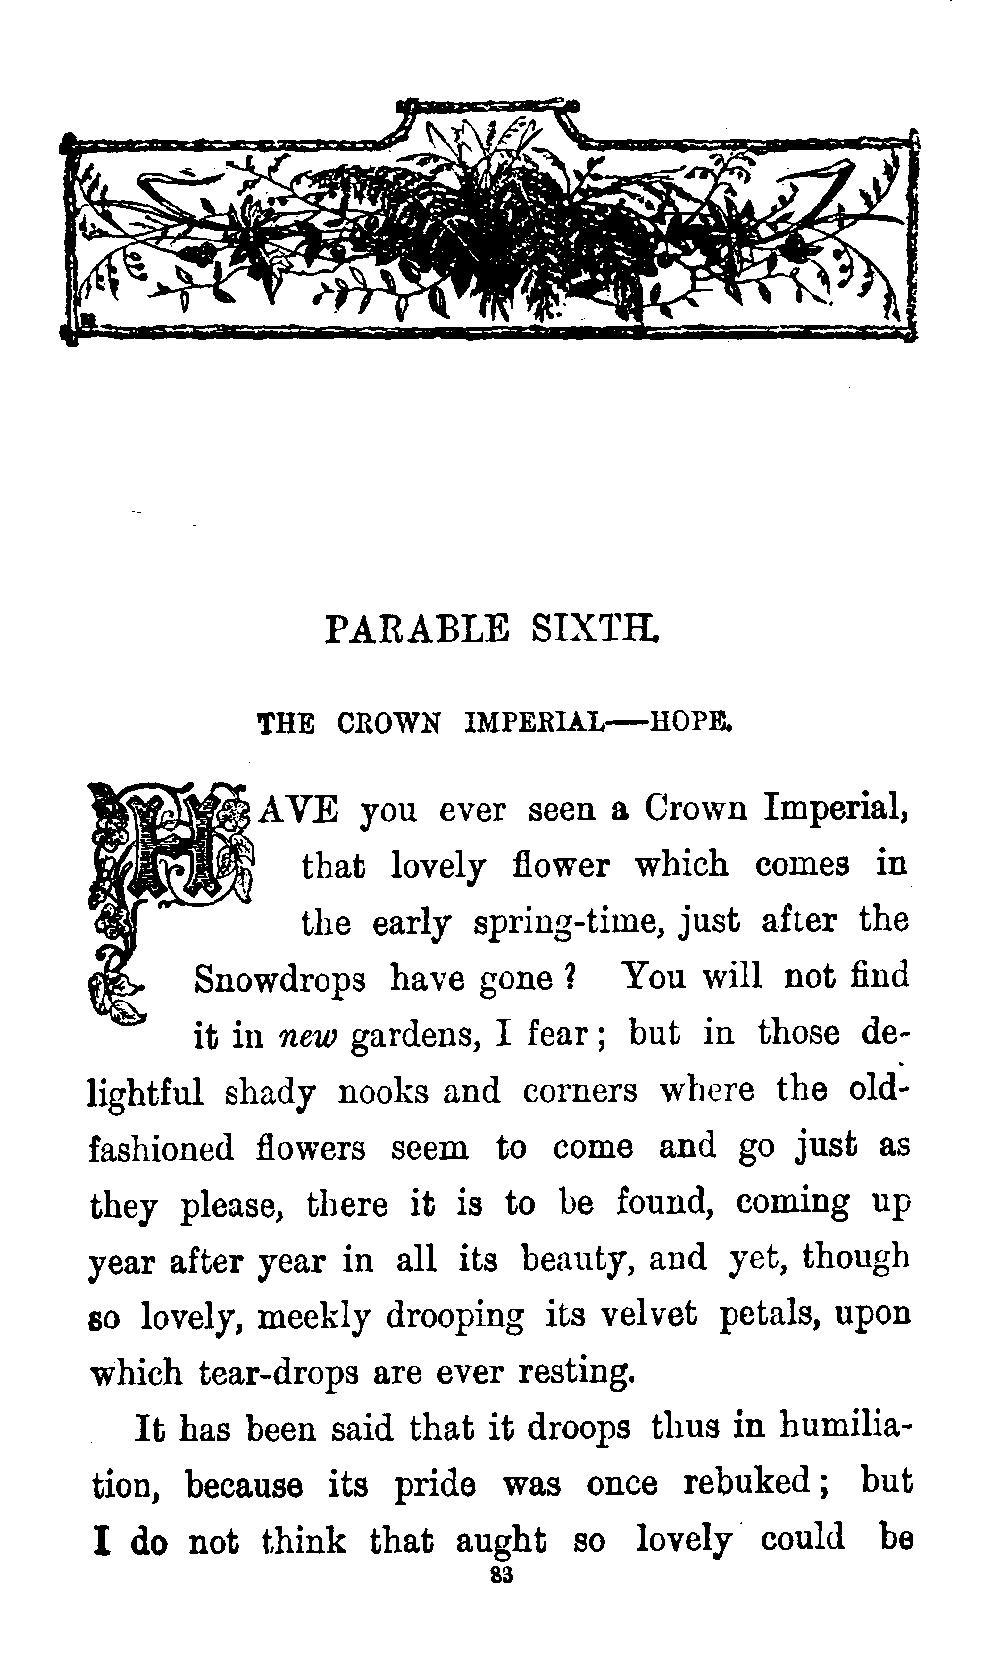 PARABLE SIXTH.
THE CROWN IMPERIAL—HOPE.
HAVE you ever seen a Crown Imperial,
that lovely flower which comes in
the early spring-time, just after the
Snowdrops have gone? You will not find
it in new gardens, I fear; but in those de-
lightful shady nooks and corners where the old-
fashioned flowers seem to come and go just as
they please, there it is to be found, coming up
year after year in all its beauty, and yet, though
so lovely, meekly drooping its velvet petals, upon
which tear-drops are ever resting.
It has been said that it droops thus in humilia-
tion, because its pride was once rebuked; but
I do not think that aught so lovely could be
83